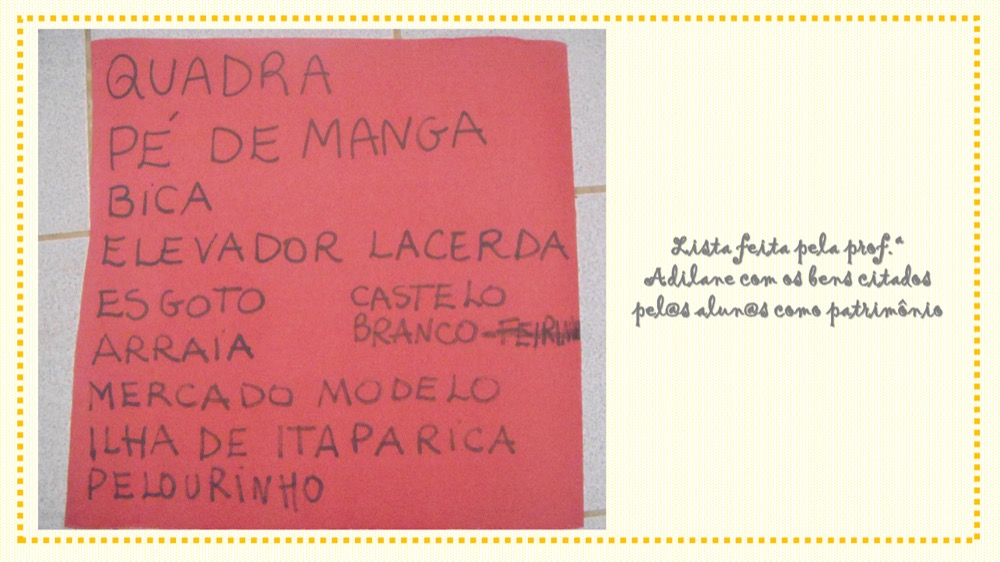 QUADRA
PÉ DE MANGA
BICA
ELEVADOR LACERDA
ESGOTO
CASTELO
BRANCO
ARRAIA
MERCADO MODELO
ILHA DE ITAPARICA
PELOURINHO
Lista feita pela prof.ª
Adilane com os bens citados
pel@s alun@s como patrimônio